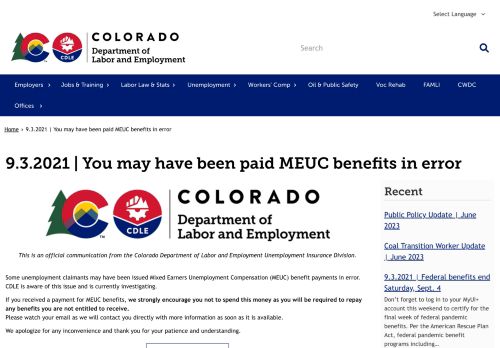 Select Language
COLORADO
Department of
Labor and Employment
CDLE
TM
Search
Employers
Jobs & Training
Labor Law & Stats
Unemployment
Workers' Comp
Oil & Public Safety
Voc Rehab
FAMLI
CWDC
Offices
Home › 9.3.2021 | You may have been paid MEUC benefits in error
9.3.2021 | You may have been paid MEUC benefits in error
COLORADO
Department of
Labor and Employment
CDLE
TM
This is an official communication from the Colorado Department of Labor and Employment Unemployment Insurance Division.
Some unemployment claimants may have been issued Mixed Earners Unemployment Compensation (MEUC) benefit payments in error.
CDLE is aware of this issue and is currently investigating.
If you received a payment for MEUC benefits, we strongly encourage you not to spend this money as you will be required to repay
any benefits you are not entitled to receive.
Please watch your email as we will contact you directly with more information as soon as it is available.
We apologize for any inconvenience and thank you for your patience and understanding.
Recent
Public Policy Update | June
2023
Coal Transition Worker Update
| June 2023
9.3.2021 | Federal benefits end
Saturday, Sept. 4
Don’t forget to log in to your MyUI+
account this weekend to certify for the
final week of federal pandemic
benefits. Per the American Rescue Plan
Act, federal pandemic benefit
programs including…